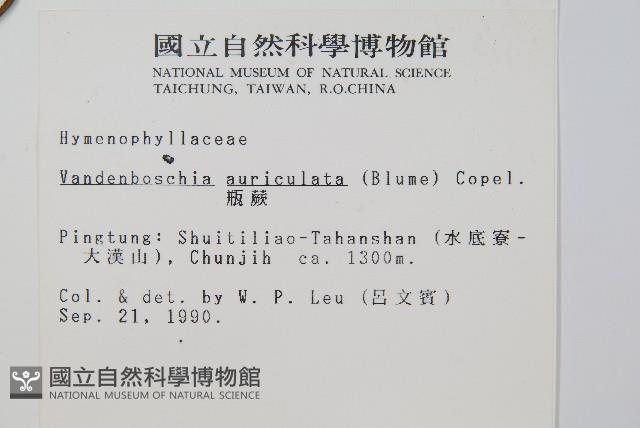 國立自然科學博物館
NATIONAL MUSEUM OF NATURAL SCIENCE
TAICHUNG, TAIWAN, R.O.CHINA
Hymenophyllaceae
Vandenboschia auriculata (Blume) Copel.
瓶蕨
Pingtung: Shuitiliao-Tahanshan (水底寮-
大漢山), Chunjih ca. 1300m.
Col. & det. by W. P. Leu (呂文賓)
Sep. 21, 1990.
國立自然科學博物館
NATIONAL MUSEUM OF NATURAL SCIENCE